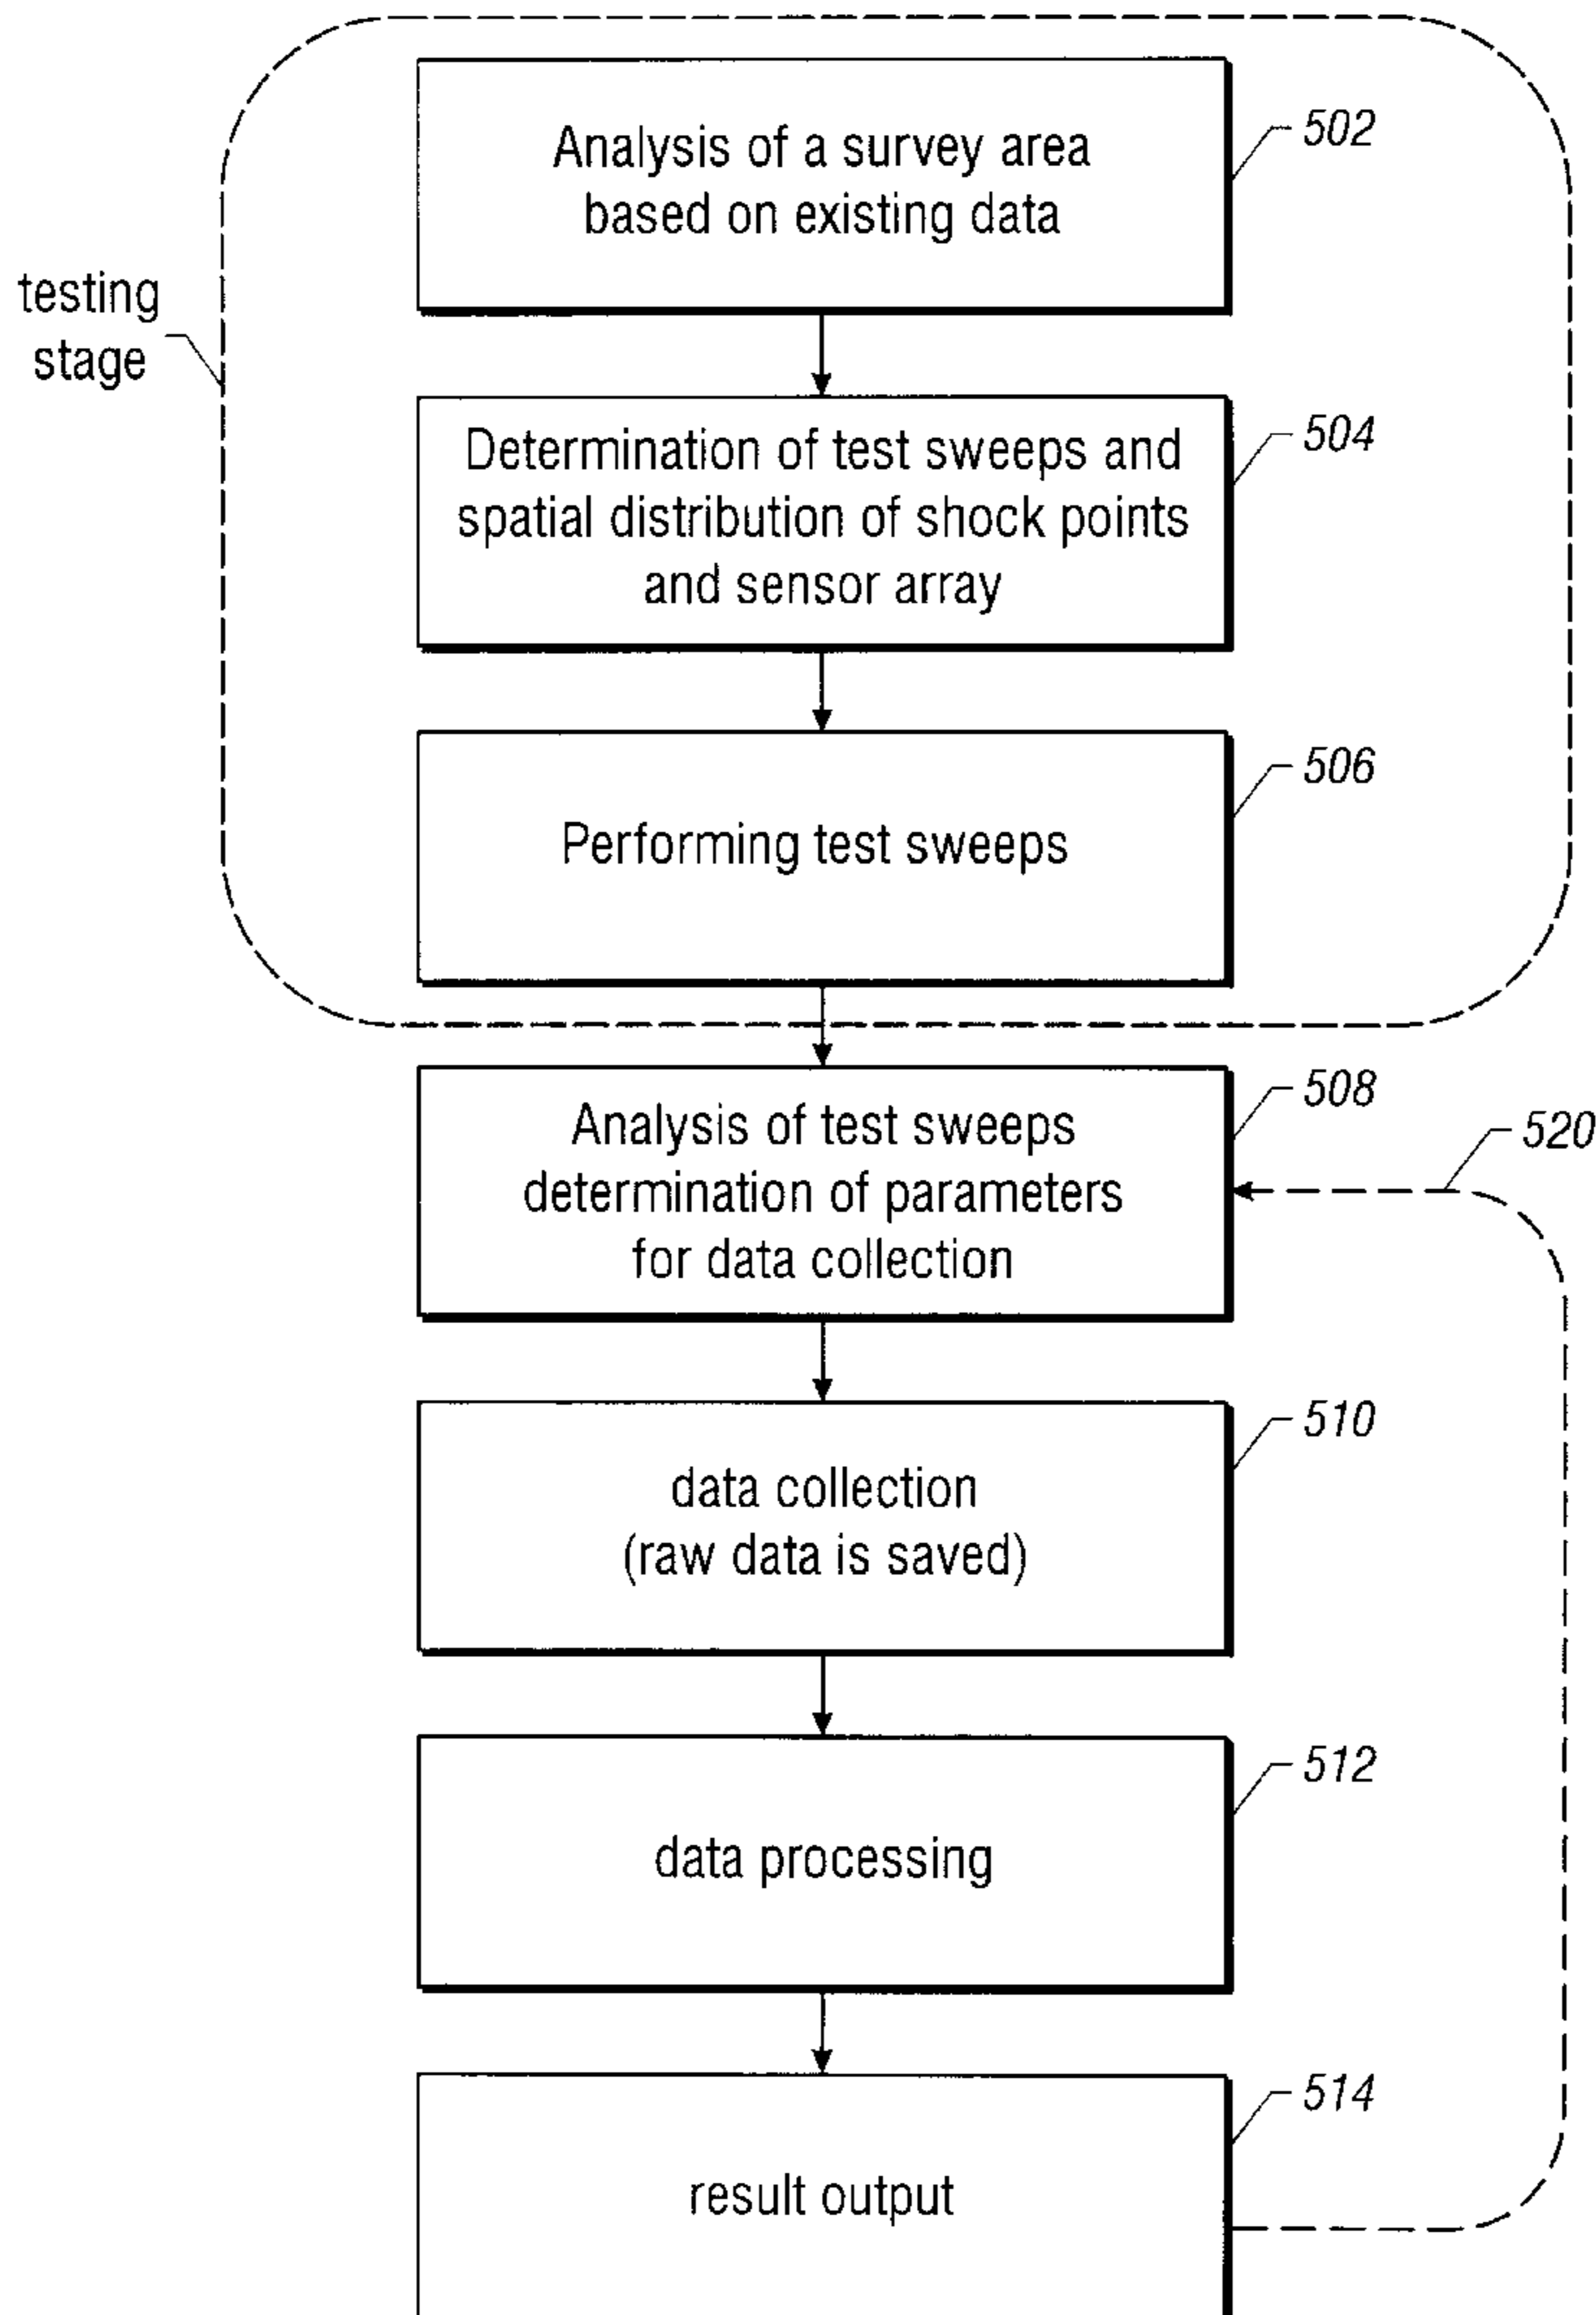 Analysis of a survey area
based on existing data
502
testing
stage
Determination of test sweeps and
spatial distribution of shock points
and sensor array
504
Performing test sweeps
506
Analysis of test sweeps
determination of parameters
for data collection
508
520
data collection
(raw data is saved)
510
data processing
512
result output
514